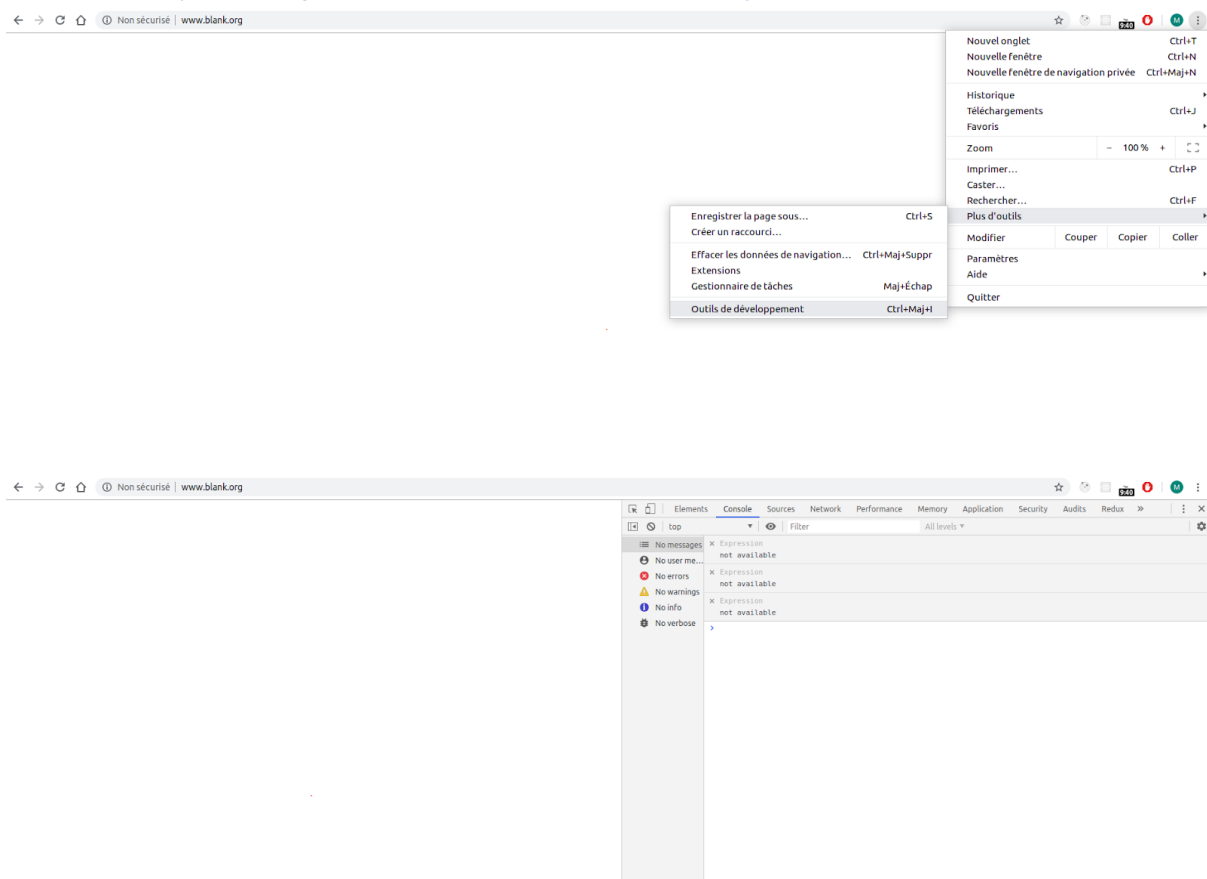 Non sécurisé | www.blank.org
9:40
M
Nouvel onglet Ctrl+T
Nouvelle fenêtre Ctrl+N
Nouvelle fenêtre de navigation privée Ctrl+Maj+N
Historique
Téléchargements Ctrl+J
Favoris
Zoom - 100 % +
Imprimer... Ctrl+P
Caster...
Rechercher... Ctrl+F
Plus d'outils
Modifier Couper Copier Coller
Paramètres
Aide
Quitter
Enregistrer la page sous... Ctrl+S
Créer un raccourci...
Effacer les données de navigation... Ctrl+Maj+Suppr
Extensions
Gestionnaire de tâches Maj+Échap
Outils de développement Ctrl+Maj+I
Non sécurisé | www.blank.org
9:40
M
Elements Console Sources Network Performance Memory Application Security Audits Redux »
top Filter All levels
No messages
No user me...
No errors
No warnings
No info
No verbose
Expression
not available
Expression
not available
Expression
not available